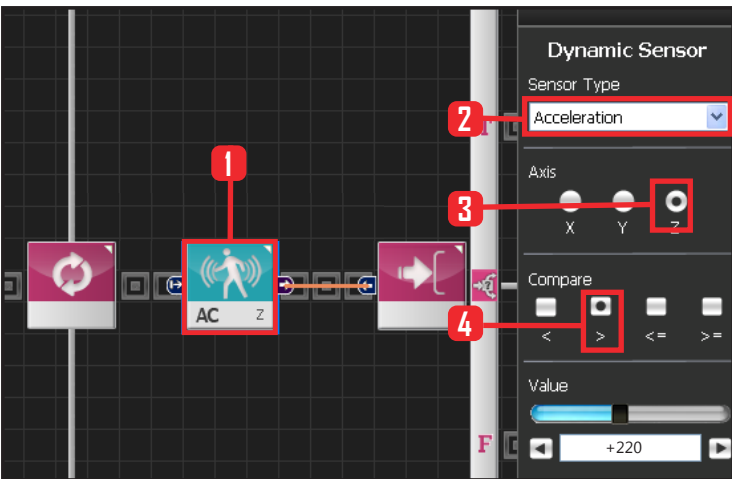 Dynamic Sensor
Sensor Type
2
Acceleration
T
1
Axis
3
X Y Z
Compare
AC Z
4
< > <= >=
Value
F
+220